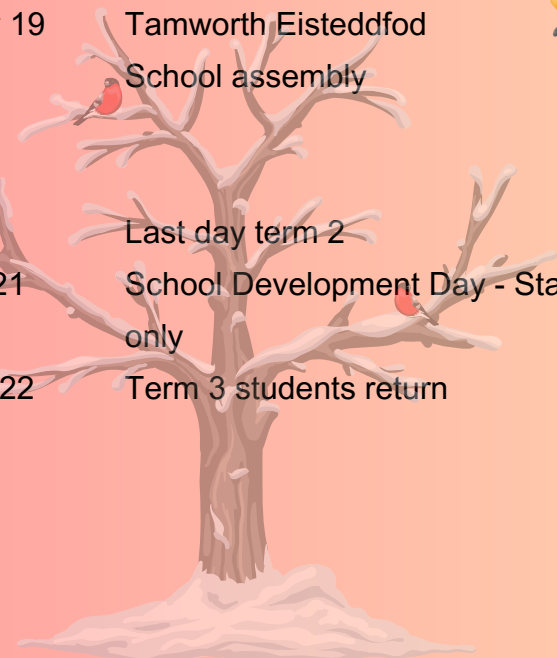 19 Tamworth Eisteddfod
School assembly
Last day term 2
21 School Development Day - Sta
only
22 Term 3 students return